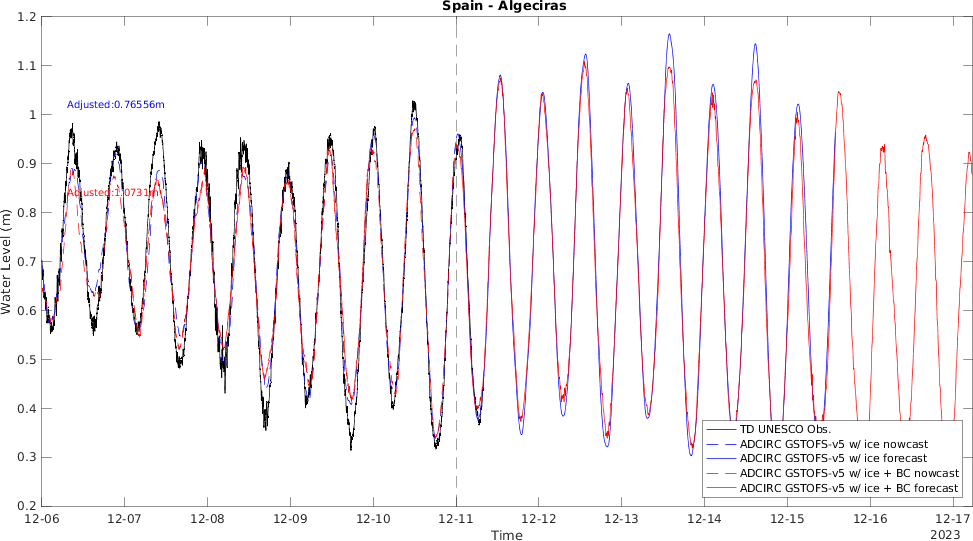 Spain - Algeciras
1.2
1.1
1
0.9
0.8
0.7
0.6
0.5
0.4
0.3
0.2
Water Level (m)
Adjusted:0.76556m
Adjusted:1.0731m
TD UNESCO Obs.
ADCIRC GSTOFS-v5 w/ ice nowcast
ADCIRC GSTOFS-v5 w/ ice forecast
ADCIRC GSTOFS-v5 w/ ice + BC nowcast
ADCIRC GSTOFS-v5 w/ ice + BC forecast
12-06 12-07 12-08 12-09 12-10 12-11 12-12 12-13 12-14 12-15 12-16 12-17
Time
2023